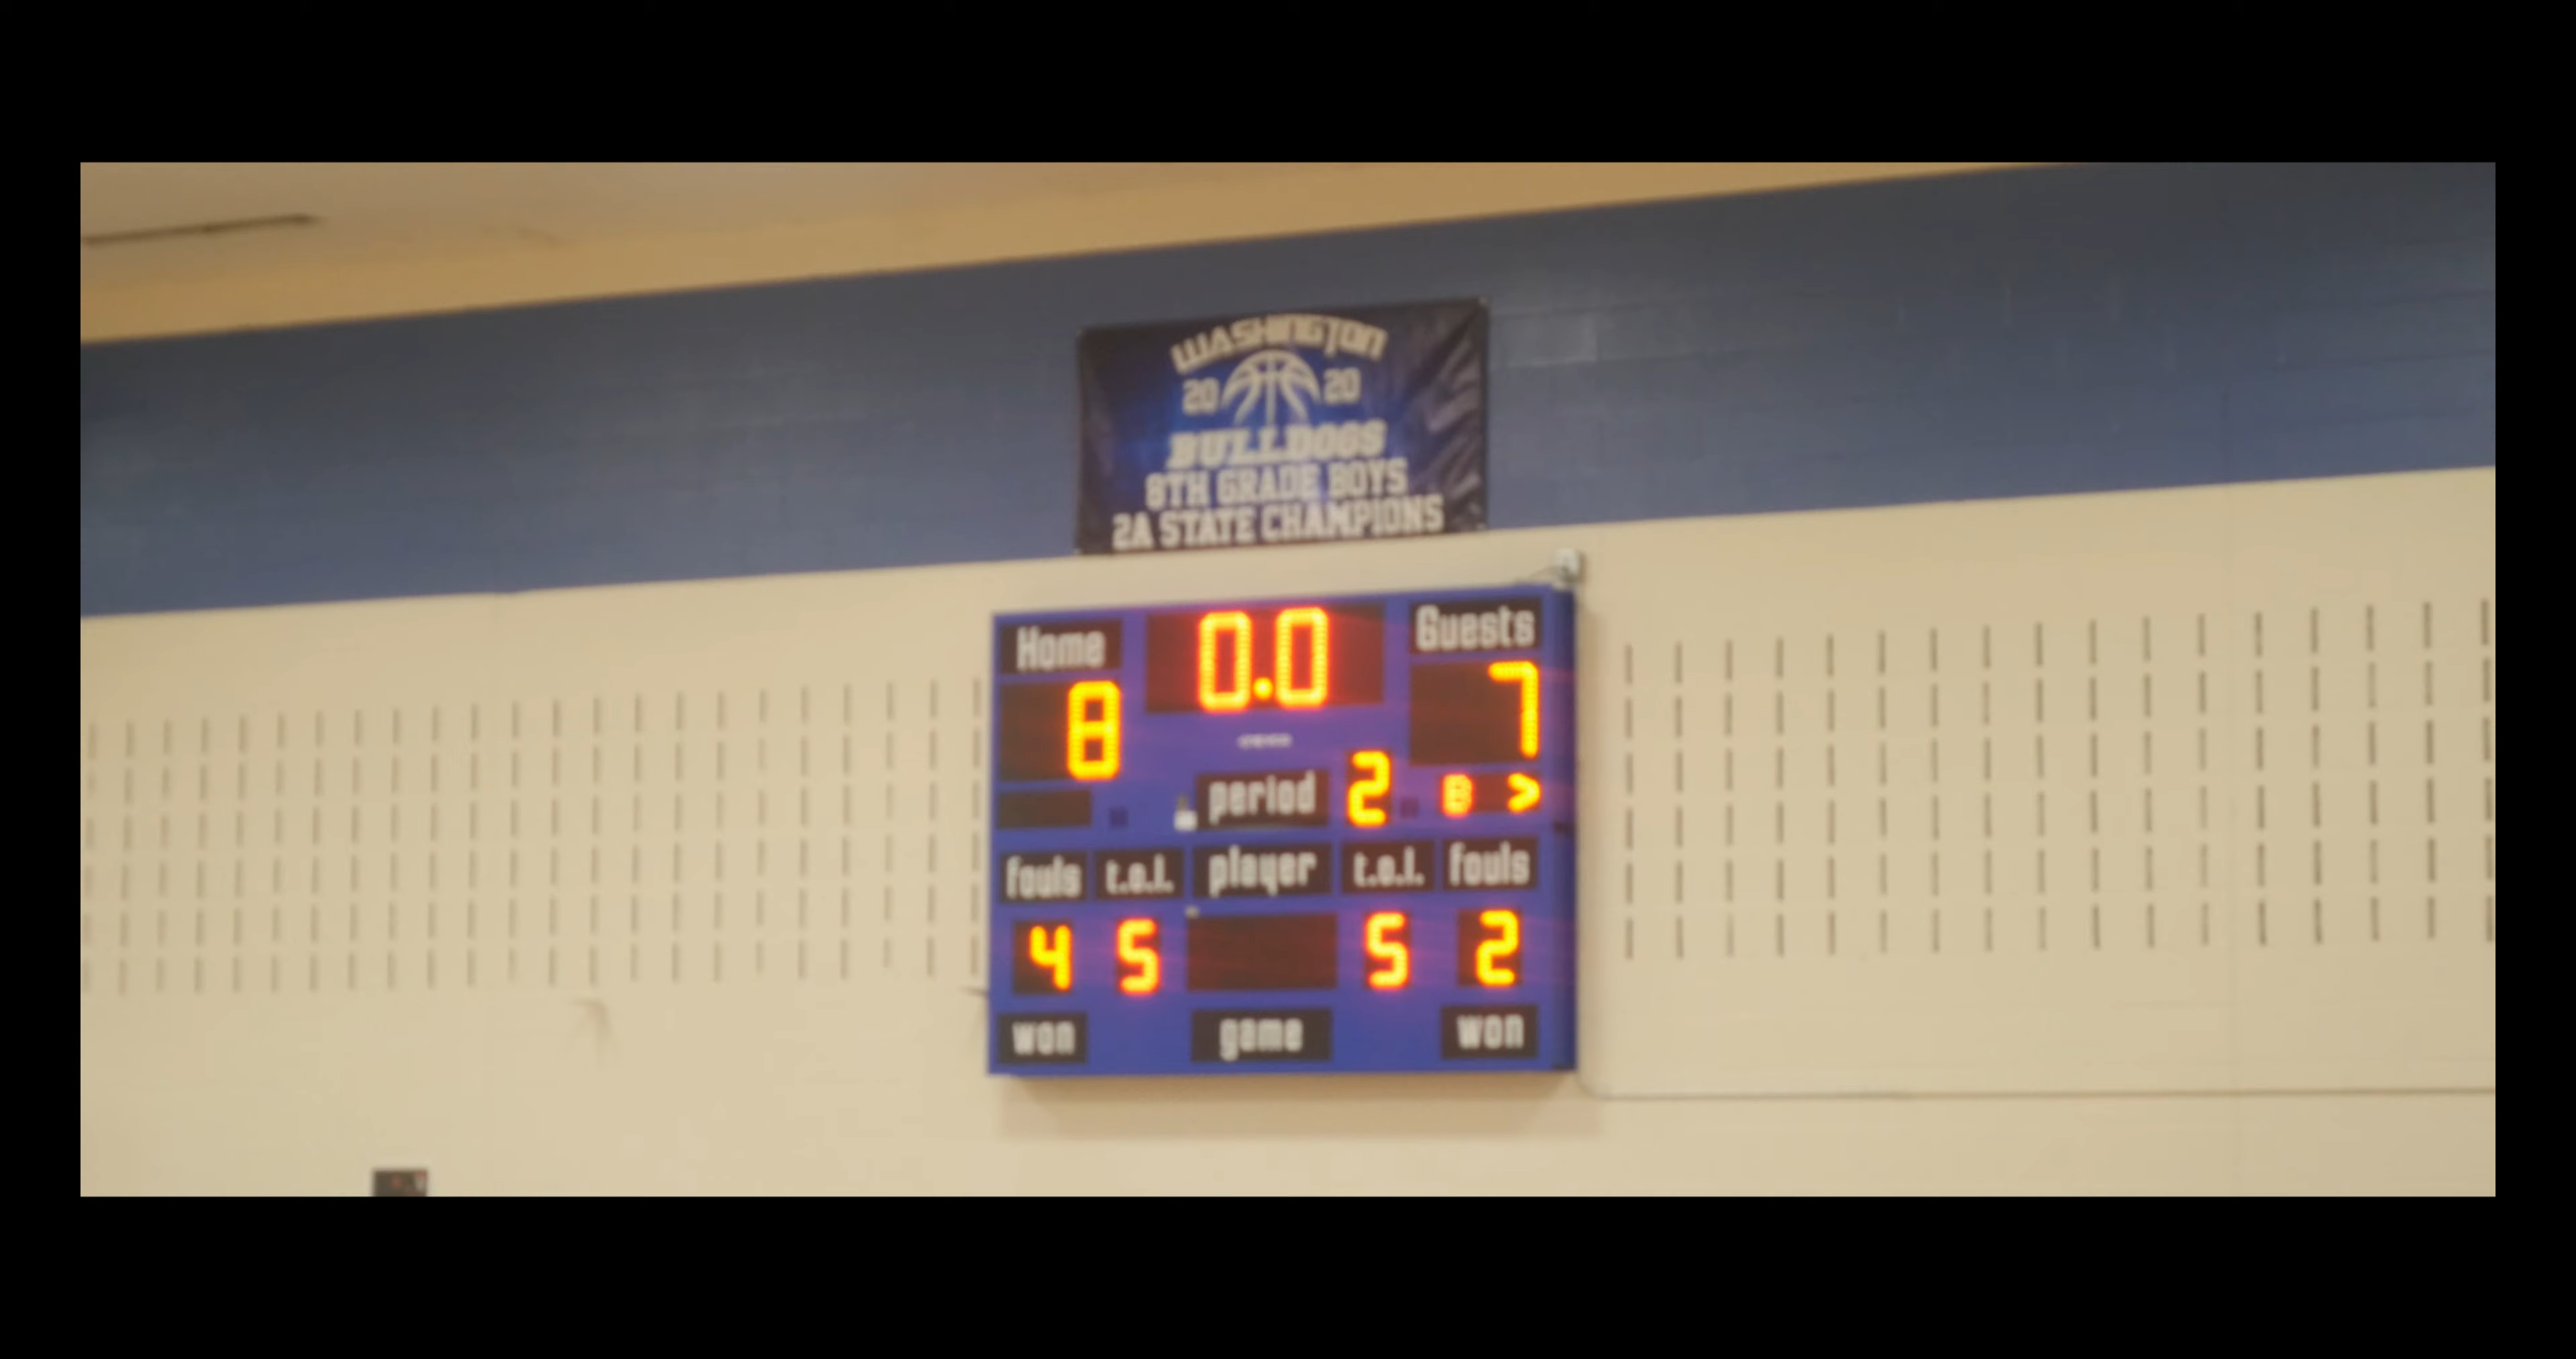 WASHINGTON
20 20
BULLDOGS
8TH GRADE BOYS
2A STATE CHAMPIONS
Home 0.0 Guests
8 7
period 2 B >
fouls t.o.l. player t.o.l. fouls
4 5 5 2
won game won